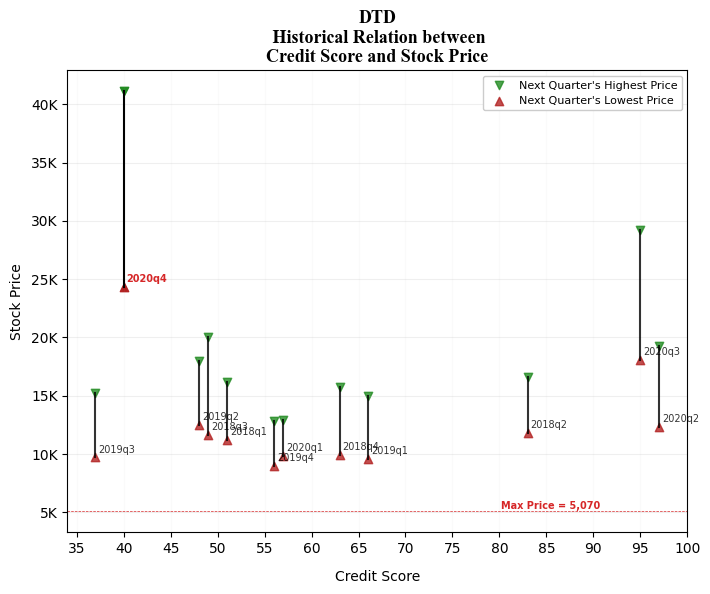 DTD
Historical Relation between
Credit Score and Stock Price
Next Quarter's Highest Price
Next Quarter's Lowest Price
40K
35K
30K
25K
20K
15K
10K
5K
Stock Price
2020q4
2020q3
2019q2
2018q3
2018q1
2018q2
2020q2
2019q3
2020q1
2019q4
2018q4
2019q1
Max Price = 5,070
35 40 45 50 55 60 65 70 75 80 85 90 95 100
Credit Score